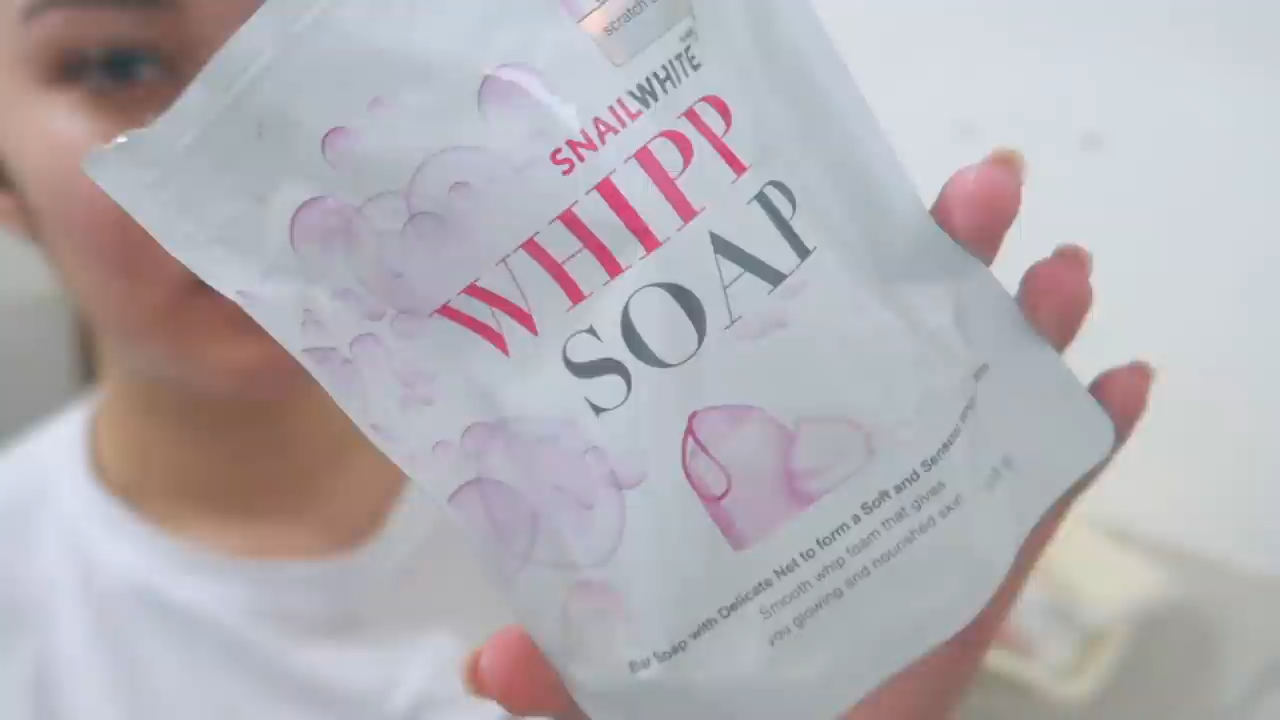 scratch
SNAILWHITE
WHIPP
SOAP
Bar Soap with Delicate Net to form a Soft and
Smooth whip foam that gives
you glowing and nourished skin